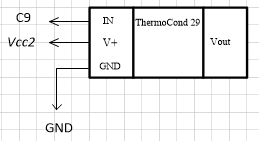 C9
IN
ThermoCond 29
Vcc2
V+
Vout
GND
GND